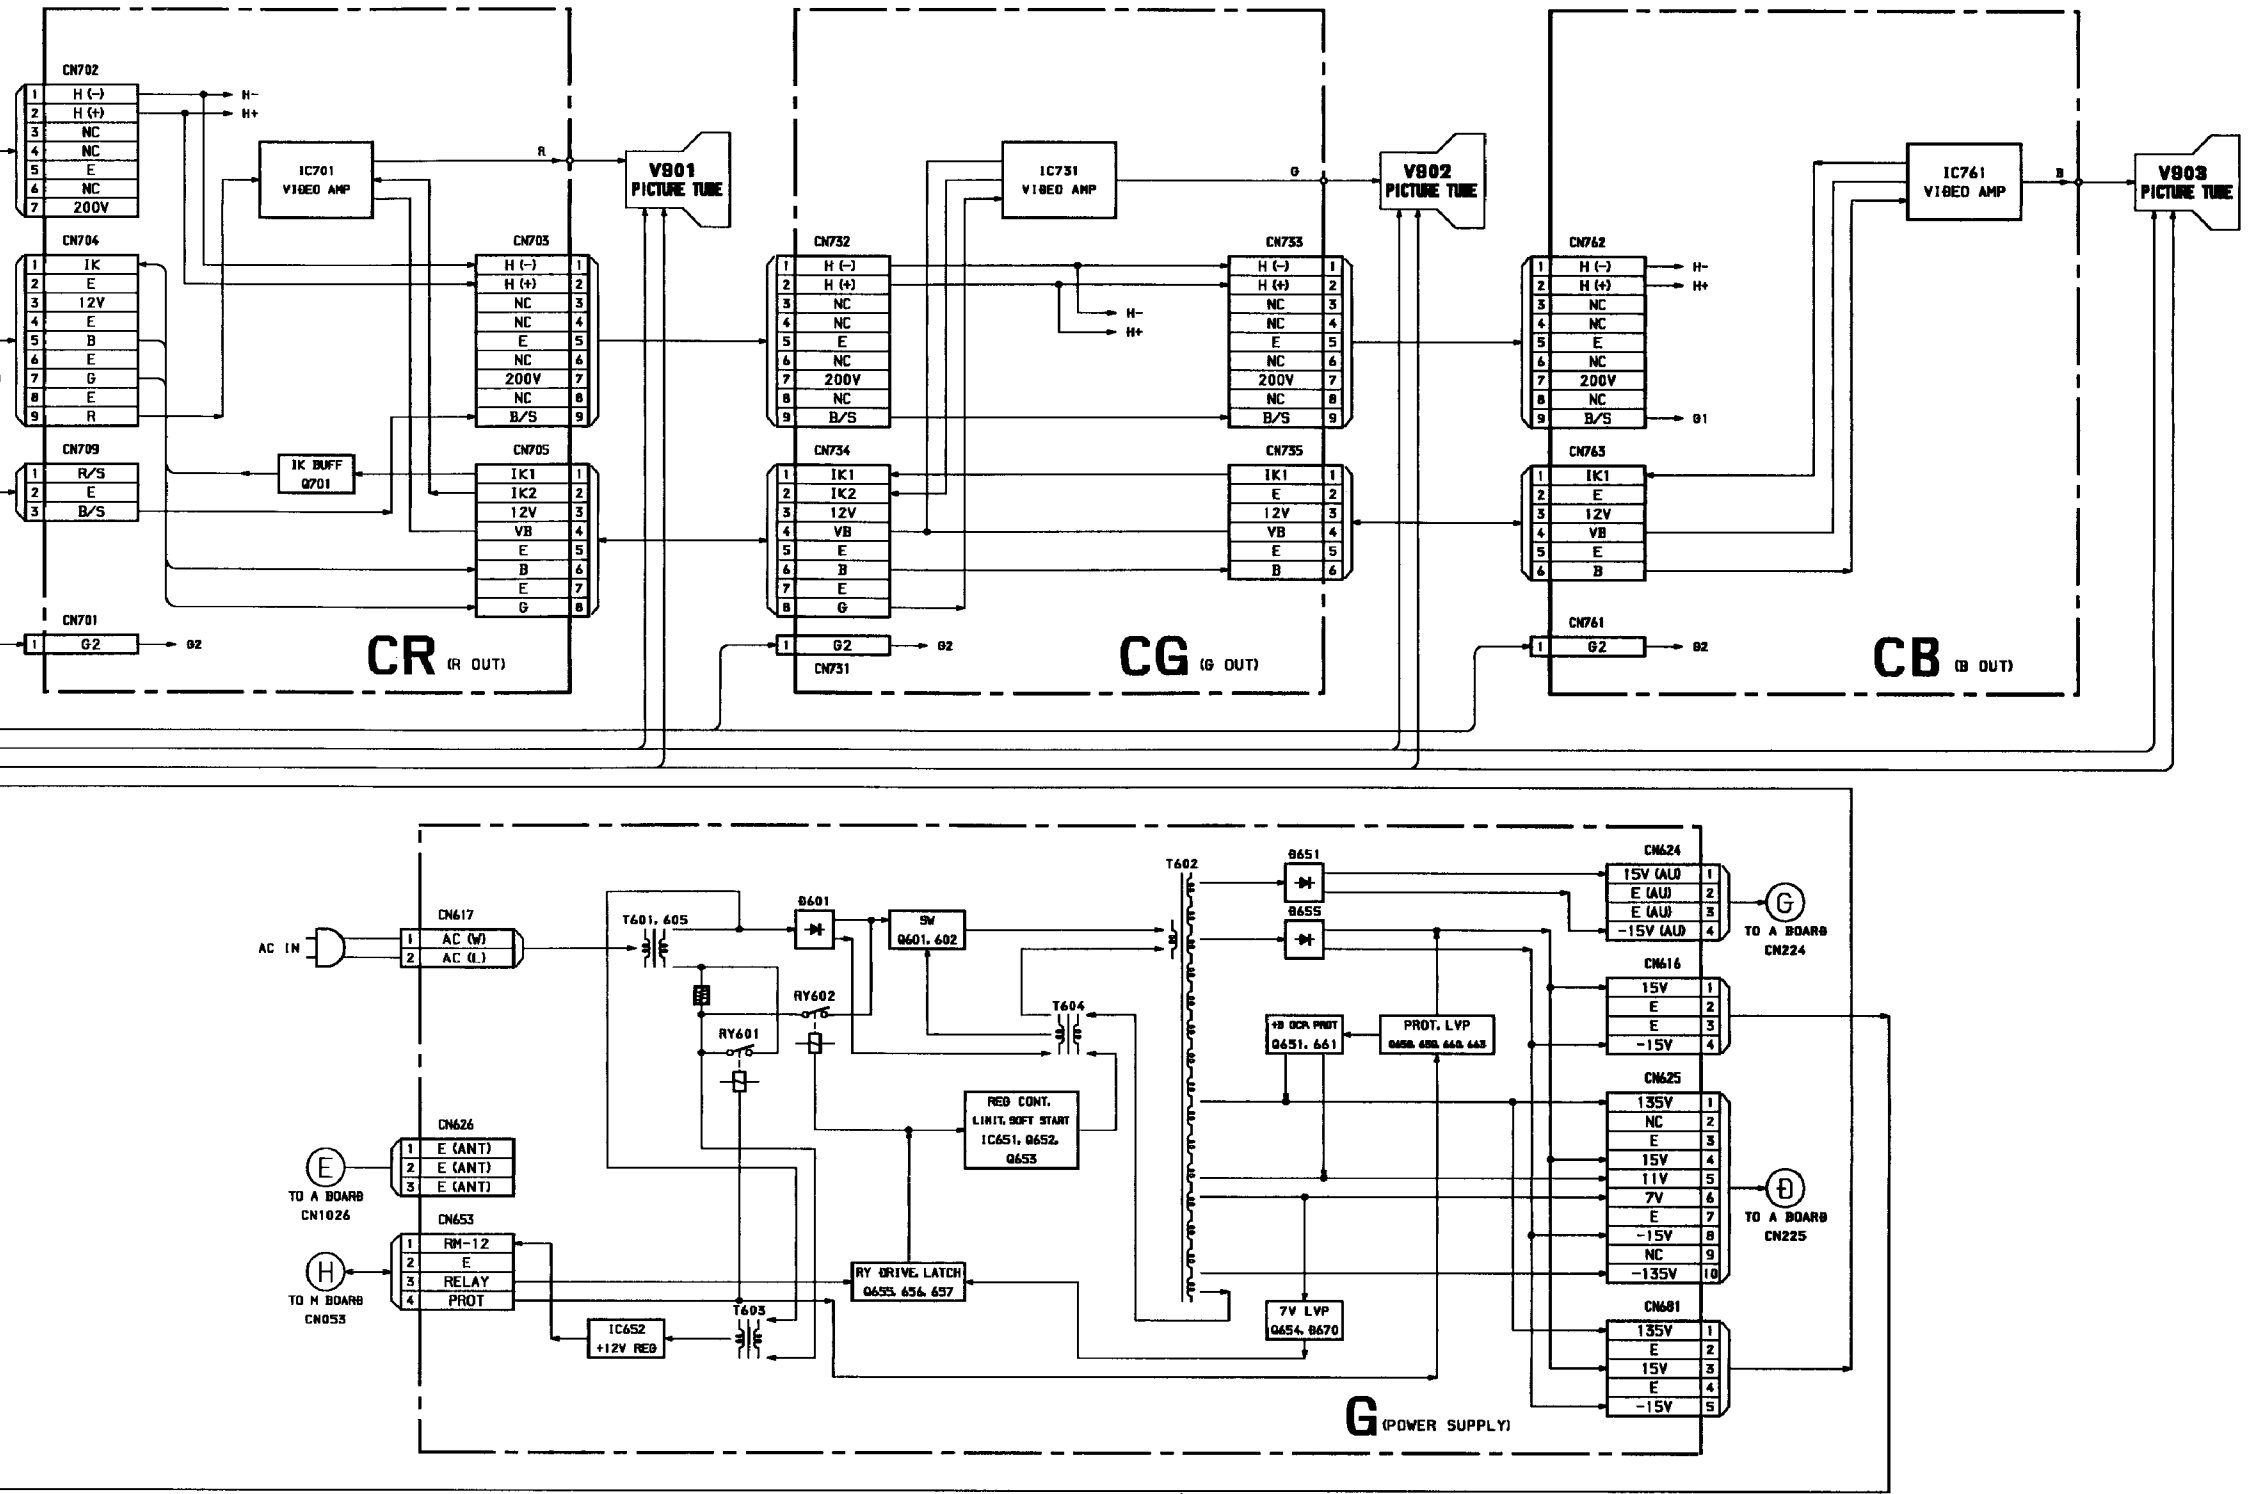 CN702
1 H (-)
2 H (+)
3 NC
4 NC
5 E
6 NC
7 200V
H-
H+
IC701
VIDEO AMP
R
V901
PICTURE TUBE
CN704
1 IK
2 E
3 12V
4 E
5 B
6 E
7 G
8 E
9 R
CN703
H (-) 1
H (+) 2
NC 3
NC 4
E 5
NC 6
200V 7
NC 8
B/S 9
CN709
1 R/S
2 E
3 B/S
IK BUFF
Q701
CN705
IK1 1
IK2 2
12V 3
VB 4
E 5
B 6
E 7
G 8
CN701
1 G2
G2
CR (R OUT)
IC731
VIDEO AMP
G
V902
PICTURE TUBE
CN732
1 H (-)
2 H (+)
3 NC
4 NC
5 E
6 NC
7 200V
8 NC
9 B/S
H-
H+
CN733
H (-) 1
H (+) 2
NC 3
NC 4
E 5
NC 6
200V 7
NC 8
B/S 9
CN734
1 IK1
2 IK2
3 12V
4 VB
5 E
6 B
7 E
8 G
CN735
IK1 1
E 2
12V 3
VB 4
E 5
B 6
1 G2
G2
CN731
CG (G OUT)
IC761
VIDEO AMP
B
V903
PICTURE TUBE
CN762
1 H (-)
2 H (+)
3 NC
4 NC
5 E
6 NC
7 200V
8 NC
9 B/S
H-
H+
G1
CN763
1 IK1
2 E
3 12V
4 VB
5 E
6 B
CN761
1 G2
G2
CB (B OUT)
AC IN
CN617
1 AC (W)
2 AC (L)
T601, 605
D601
SW
Q601, 602
RY602
RY601
T604
T602
D651
D655
+B OCP, PROT
Q651, 661
PROT, LVP
REG CONT,
LIMIT, SOFT START
IC651, Q652,
Q653
CN626
1 E (ANT)
2 E (ANT)
3 E (ANT)
E
TO A BOARD
CN1026
CN653
1 RM-12
2 E
3 RELAY
4 PROT
H
TO M BOARD
CN053
IC652
+12V REG
T603
RY DRIVE, LATCH
Q655, 656, 657
7V LVP
Q654, D670
CN624
15V (AU) 1
E (AU) 2
E (AU) 3
-15V (AU) 4
G
TO A BOARD
CN224
CN616
15V 1
E 2
E 3
-15V 4
CN625
135V 1
NC 2
E 3
15V 4
11V 5
7V 6
E 7
-15V 8
NC 9
-135V 10
D
TO A BOARD
CN225
CN681
135V 1
E 2
15V 3
E 4
-15V 5
G (POWER SUPPLY)